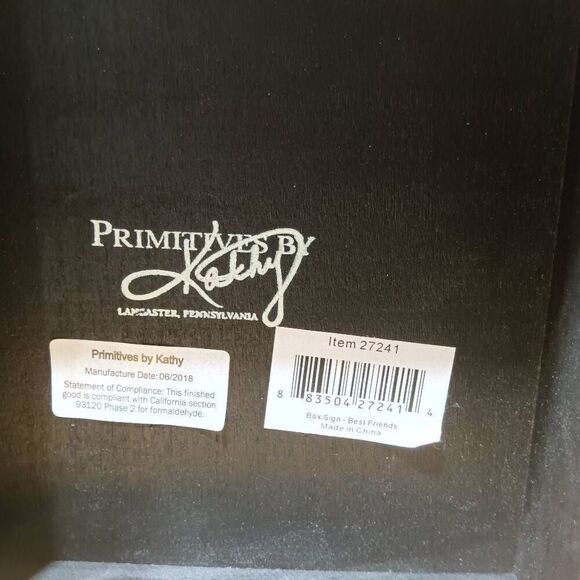 PRIMITIVES BY
Kathy
LANCASTER, PENNSYLVANIA
Primitives by Kathy
Manufacture Date: 06/2018
Statement of Compliance: This finished
good is compliant with California section
93120 Phase 2 for formaldehyde.
Item 27241
8 83504 27241 4
Box Sign - Best Friends
Made in China